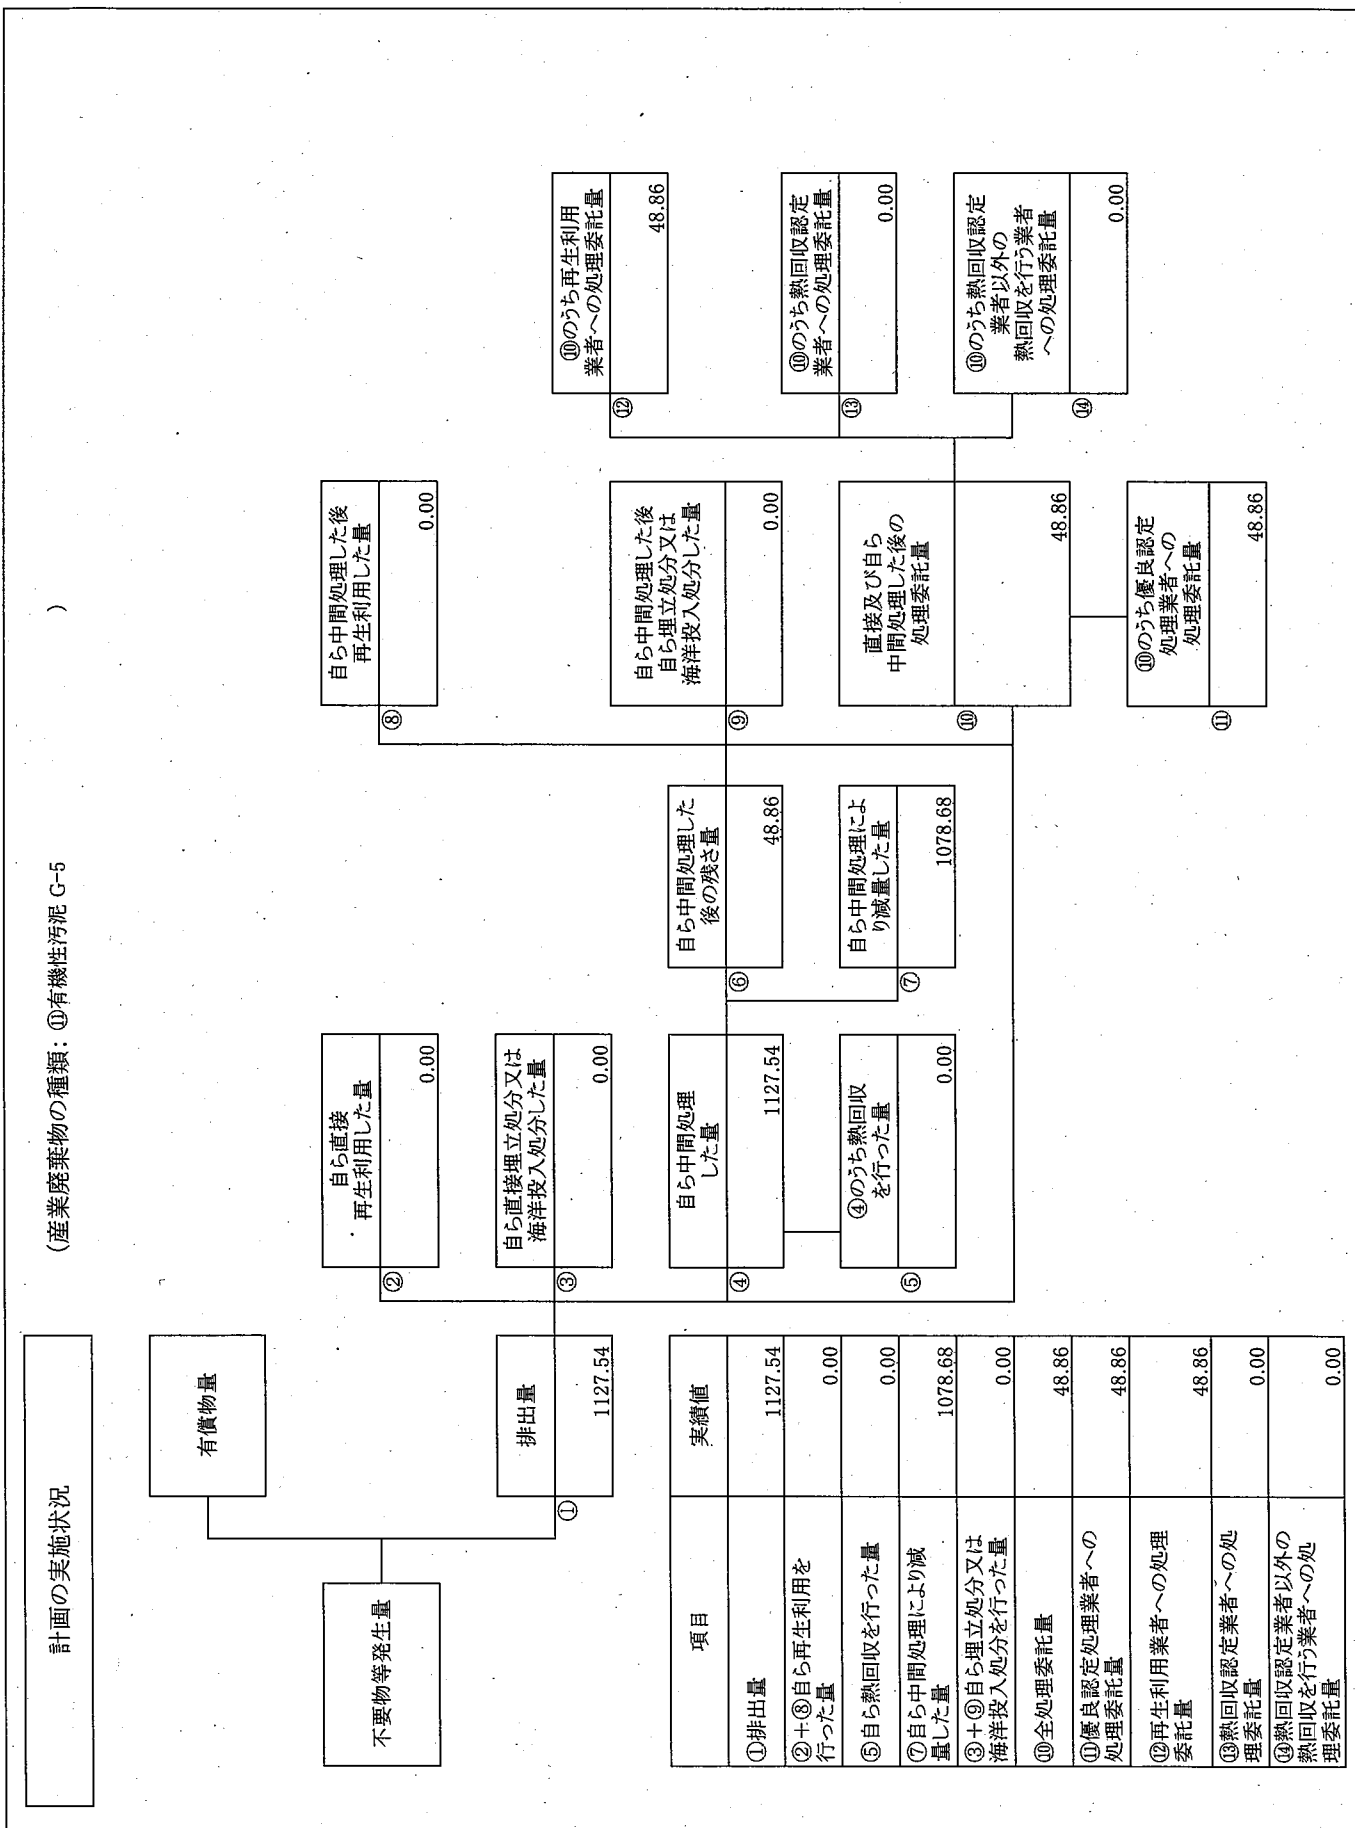 計画の実施状況
(産業廃棄物の種類：⑪有機性汚泥 G-5 )
有償物量
不要物等発生量
①
排出量
1127.54
②
自ら直接
再生利用した量
0.00
③
自ら直接埋立処分又は
海洋投入処分した量
0.00
④
自ら中間処理
した量
1127.54
⑤
④のうち熱回収
を行った量
0.00
⑥
自ら中間処理した
後の残さ量
48.86
⑦
自ら中間処理によ
り減量した量
1078.68
⑧
自ら中間処理した後
再生利用した量
0.00
⑨
自ら中間処理した後
自ら埋立処分又は
海洋投入処分した量
0.00
⑩
直接及び自ら
中間処理した後の
処理委託量
48.86
⑪
⑩のうち優良認定
処理業者への
処理委託量
48.86
⑫
⑩のうち再生利用
業者への処理委託量
48.86
⑬
⑩のうち熱回収認定
業者への処理委託量
0.00
⑭
⑩のうち熱回収認定
業者以外の
熱回収を行う業者
への処理委託量
0.00
項目 実績値
①排出量 1127.54
②+⑧自ら再生利用を
行った量 0.00
⑤自ら熱回収を行った量 0.00
⑦自ら中間処理により減
量した量 1078.68
③+⑨自ら埋立処分又は
海洋投入処分を行った量 0.00
⑩全処理委託量 48.86
⑪優良認定処理業者への
処理委託量 48.86
⑫再生利用業者への処理
委託量 48.86
⑬熱回収認定業者への処
理委託量 0.00
⑭熱回収認定業者以外の
熱回収を行う業者への処
理委託量 0.00